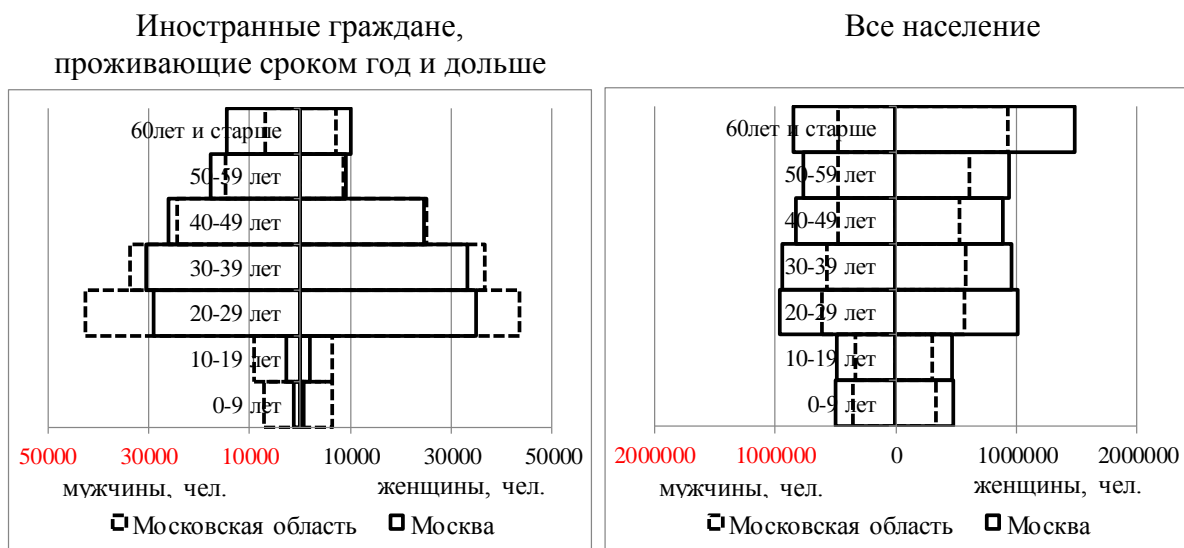 Иностранные граждане,
проживающие сроком год и дольше
60лет и старше
50-59 лет
40-49 лет
30-39 лет
20-29 лет
10-19 лет
0-9 лет
50000 30000 10000 10000 30000 50000
мужчины, чел. женщины, чел.
Московская область Москва
Все население
60лет и старше
50-59 лет
40-49 лет
30-39 лет
20-29 лет
10-19 лет
0-9 лет
2000000 1000000 0 1000000 2000000
мужчины, чел. женщины, чел.
Московская область Москва